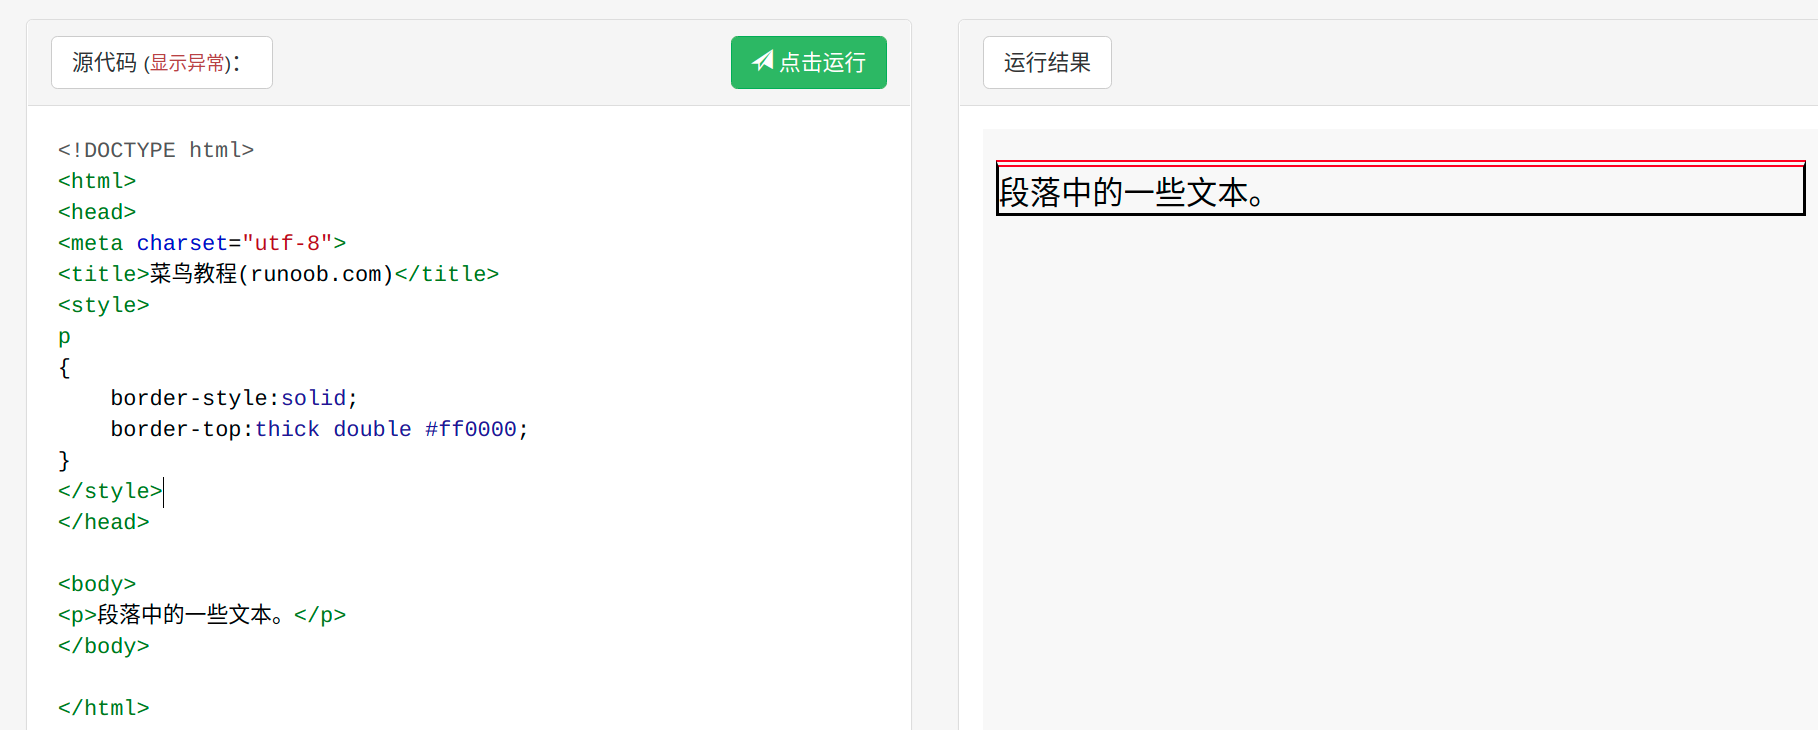 源代码 (显示异常)：
点击运行
<!DOCTYPE html>
<html>
<head>
<meta charset="utf-8">
<title>菜鸟教程(runoob.com)</title>
<style>
p
{
    border-style:solid;
    border-top:thick double #ff0000;
}
</style>
</head>
<body>
<p>段落中的一些文本。</p>
</body>
</html>
运行结果
段落中的一些文本。